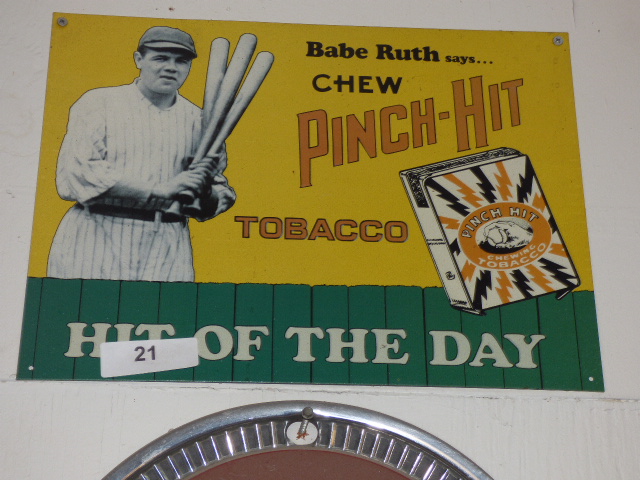 Babe Ruth says...
CHEW
PINCH-HIT
TOBACCO
PINCH HIT
CHEWING
TOBACCO
HIT OF THE DAY
21